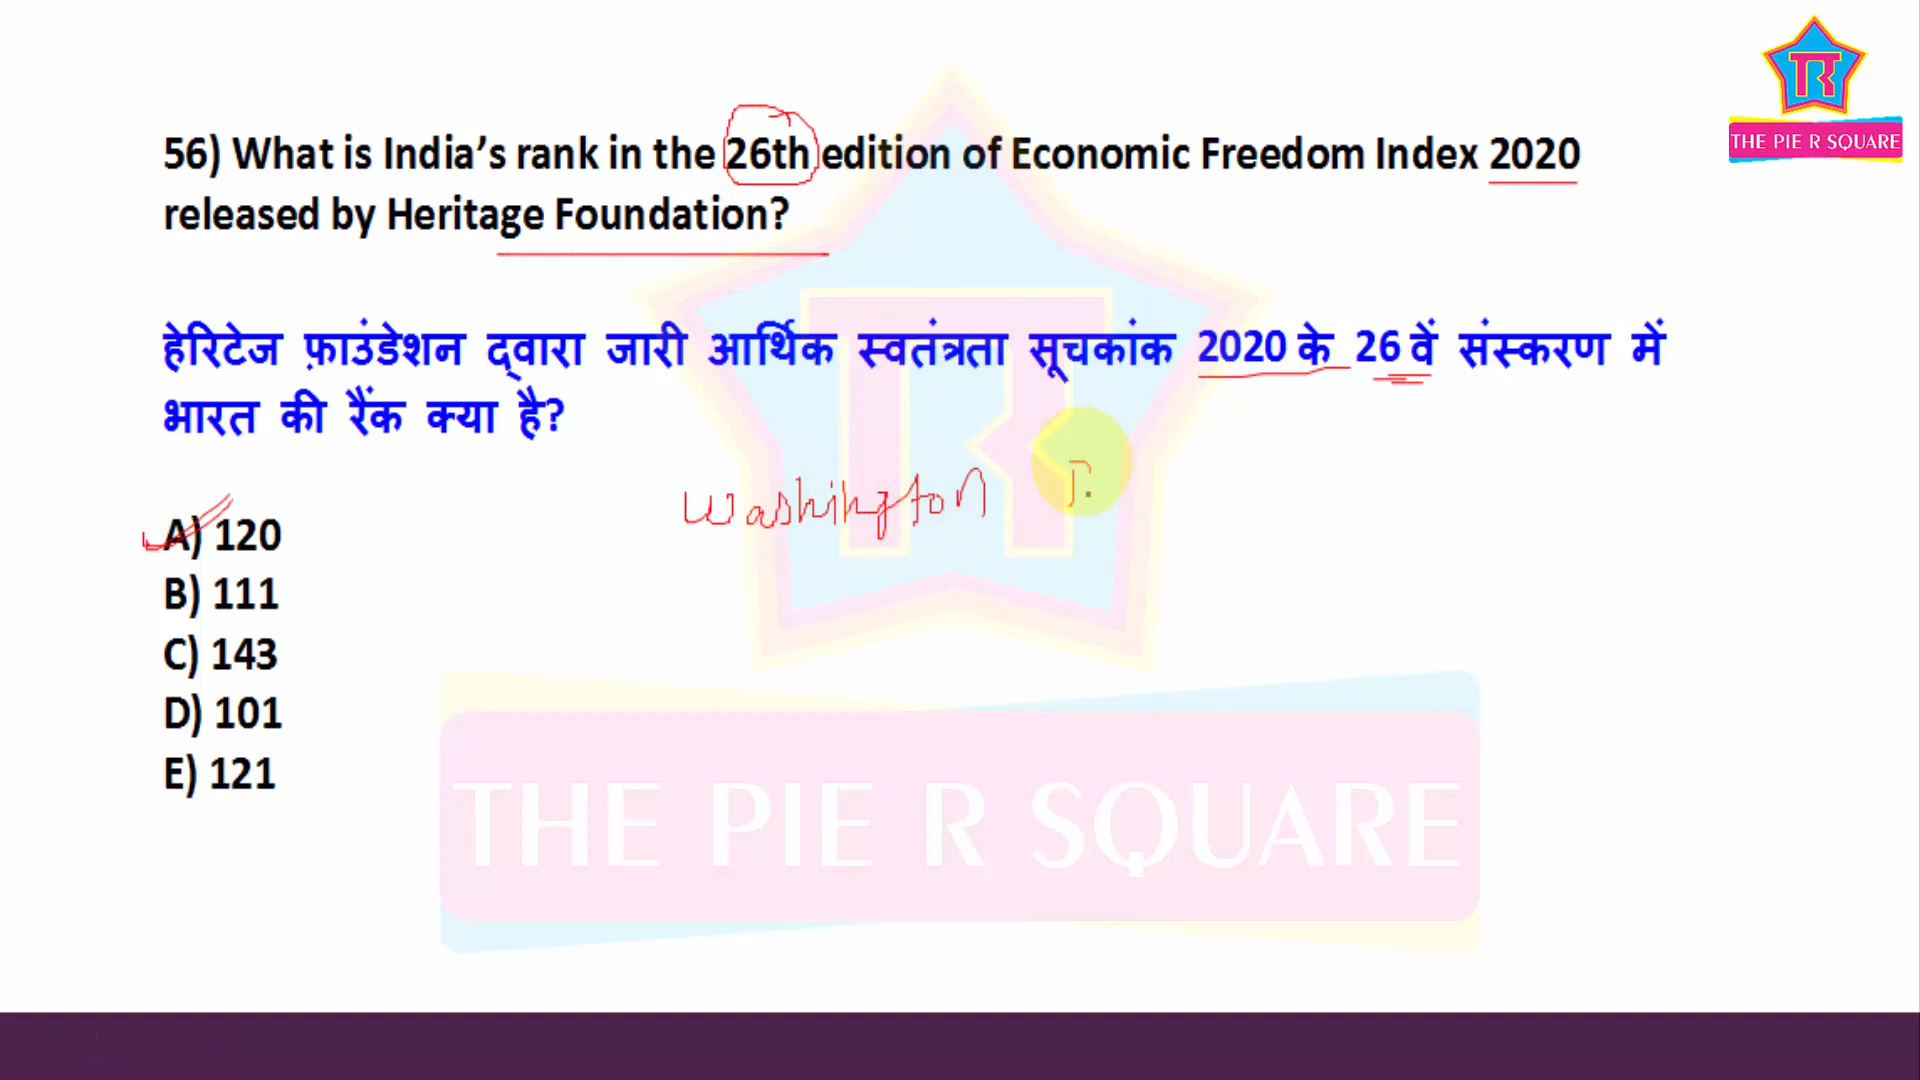 THE PIE R SQUARE
56) What is India’s rank in the 26th edition of Economic Freedom Index 2020
released by Heritage Foundation?
हेरिटेज फ़ाउंडेशन द्वारा जारी आर्थिक स्वतंत्रता सूचकांक 2020 के 26 वें संस्करण में
भारत की रैंक क्या है?
Washington
A) 120
B) 111
C) 143
D) 101
E) 121
THE PIE R SQUARE